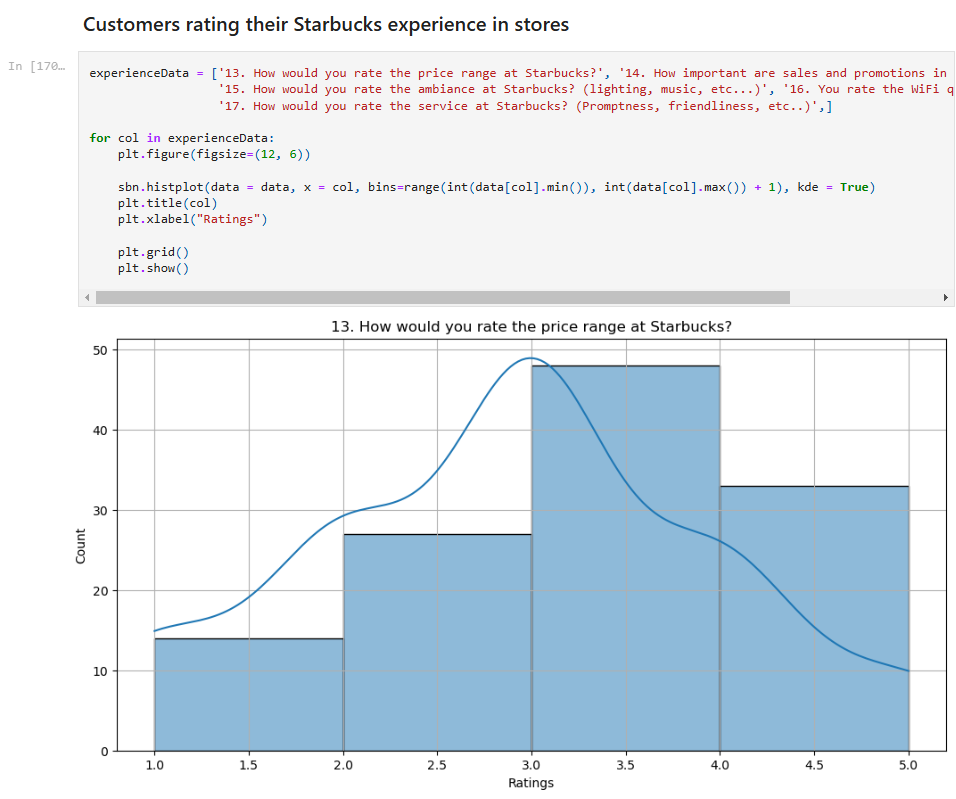 Customers rating their Starbucks experience in stores
In [170…
experienceData = ['13. How would you rate the price range at Starbucks?', '14. How important are sales and promotions in
'15. How would you rate the ambiance at Starbucks? (lighting, music, etc...)', '16. You rate the WiFi q
'17. How would you rate the service at Starbucks? (Promptness, friendliness, etc..)',]
for col in experienceData:
plt.figure(figsize=(12, 6))
sbn.histplot(data = data, x = col, bins=range(int(data[col].min()), int(data[col].max()) + 1), kde = True)
plt.title(col)
plt.xlabel("Ratings")
plt.grid()
plt.show()
13. How would you rate the price range at Starbucks?
50
40
30
20
10
0
Count
1.0 1.5 2.0 2.5 3.0 3.5 4.0 4.5 5.0
Ratings